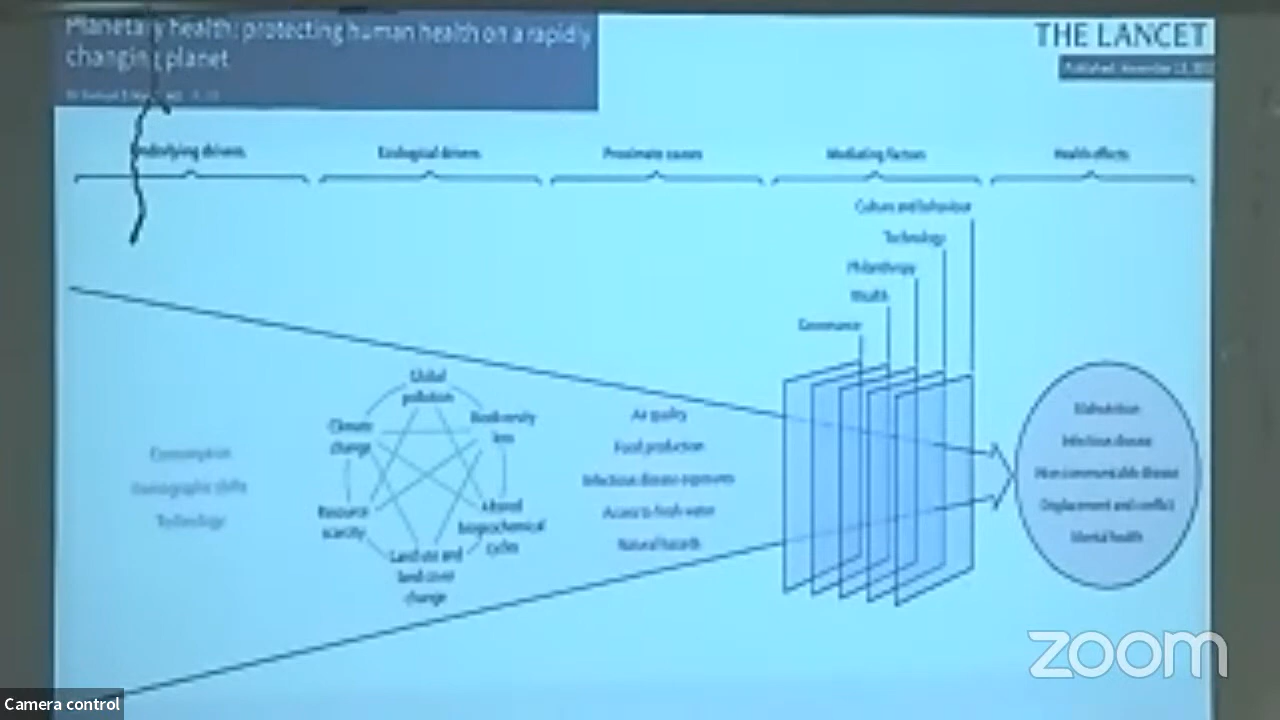 Planetary health: protecting human health on a rapidly
changing planet
THE LANCET
Underlying drivers
Ecological drivers
Proximate causes
Mediating factors
Health effects
Culture and behaviour
Technology
Philanthropy
Wealth
Governance
Consumption
Demographic shifts
Technology
Global
pollution
Climate
change
Biodiversity
loss
Resource
scarcity
Altered
biogeochemical
cycles
Land use and
land cover
change
Air quality
Food production
Infectious disease exposures
Access to fresh water
Natural hazards
Malnutrition
Infectious disease
Non-communicable disease
Displacement and conflict
Mental health
zoom
Camera control